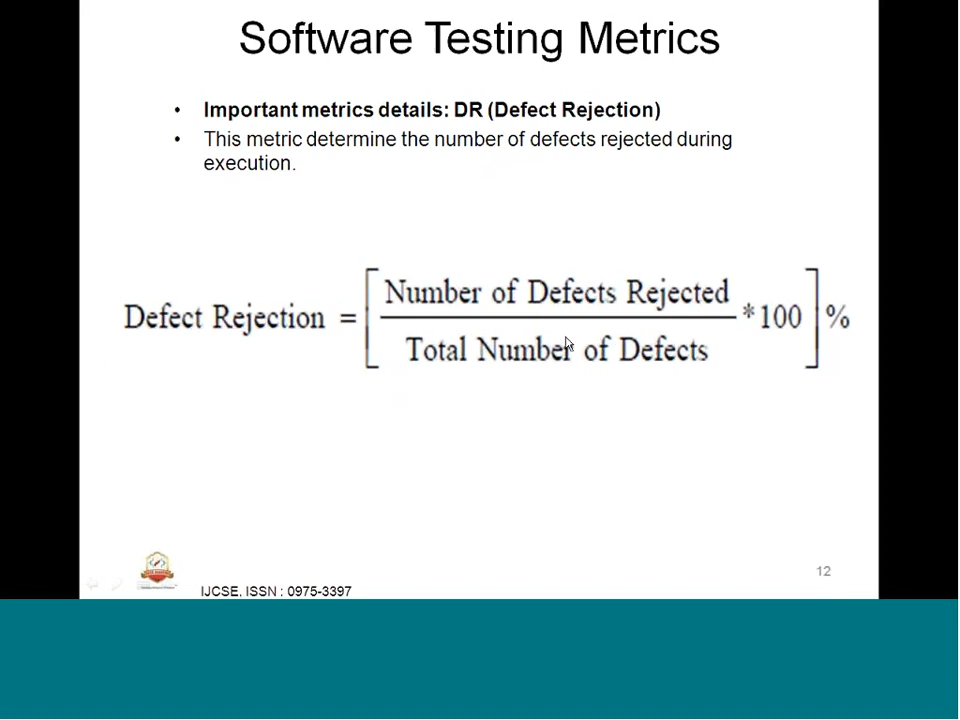 Software Testing Metrics
• Important metrics details: DR (Defect Rejection)
• This metric determine the number of defects rejected during
execution.
Defect Rejection = [ Number of Defects Rejected
Total Number of Defects
*100 ] %
12
IJCSE, ISSN : 0975-3397